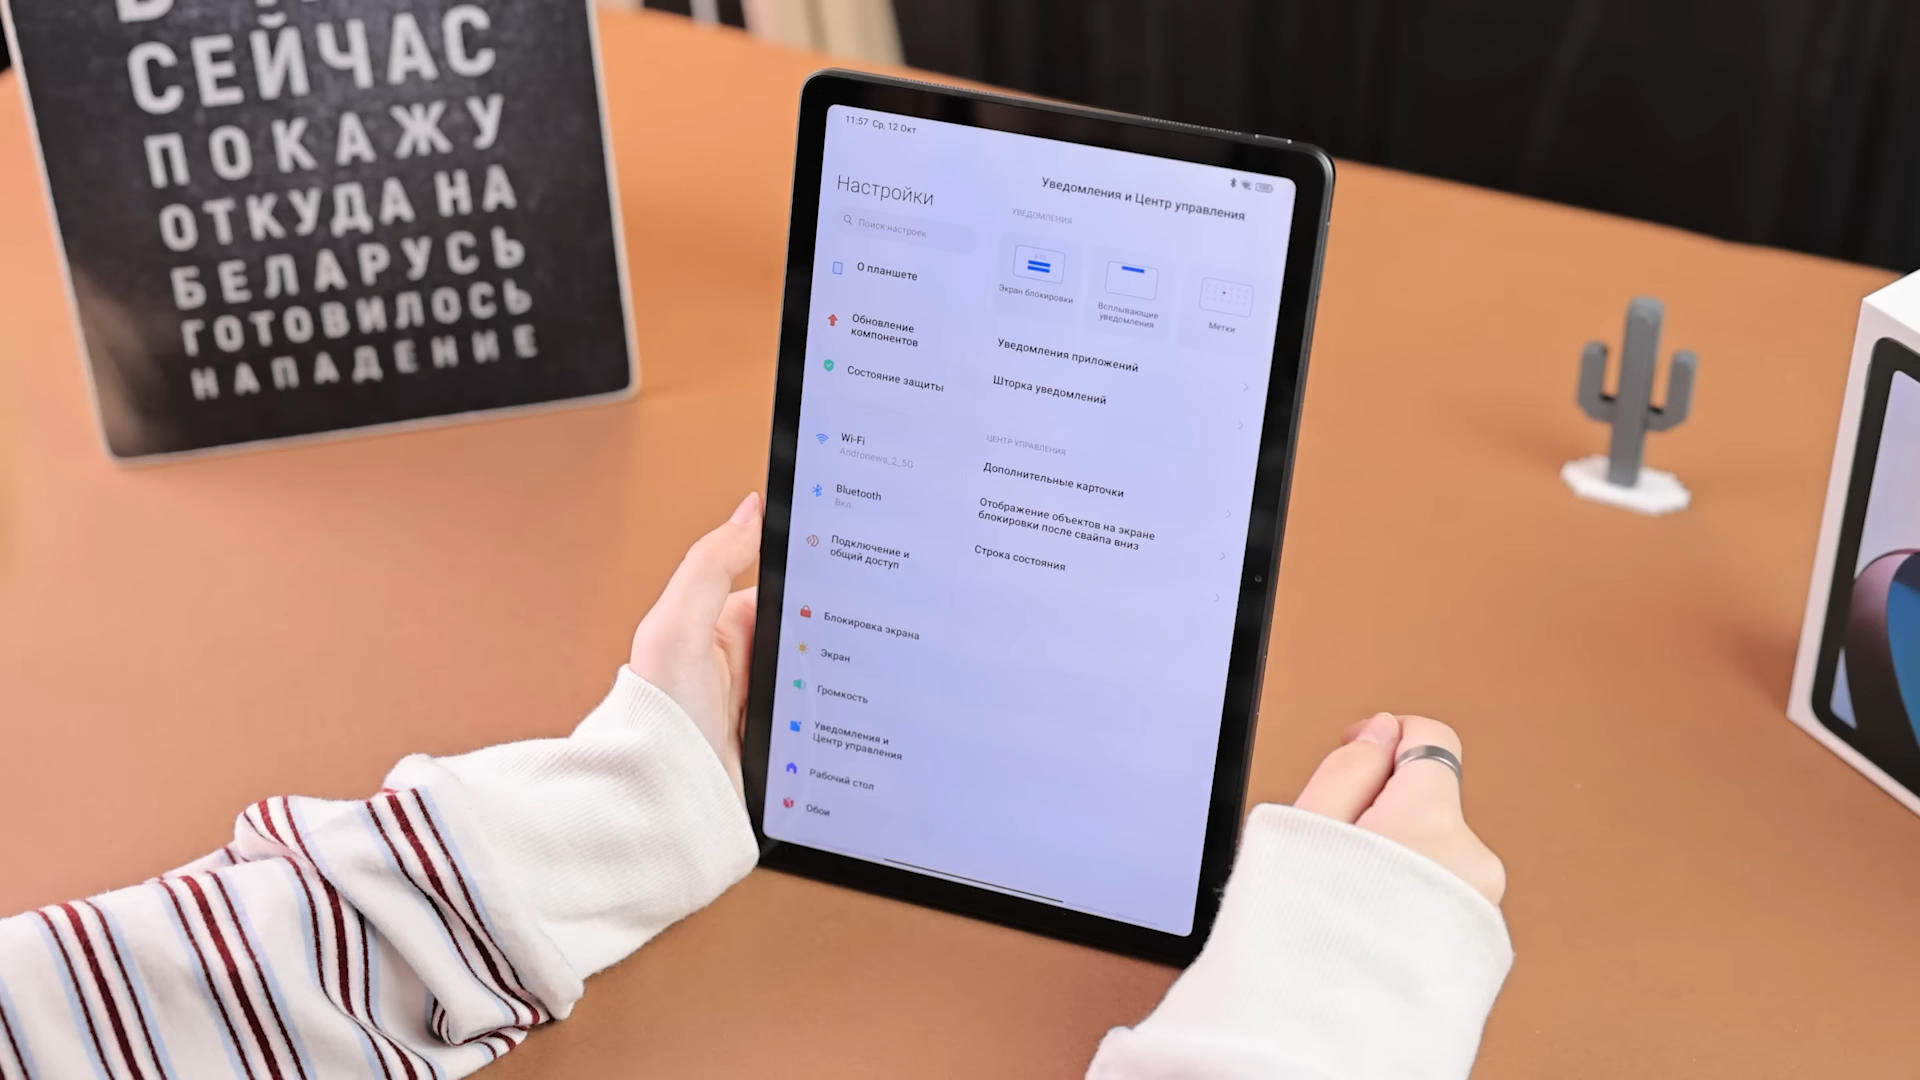 СЕЙЧАС
ПОКАЖУ
ОТКУДА НА
БЕЛАРУСЬ
ГОТОВИЛОСЬ
НАПАДЕНИЕ
11:57 Ср, 12 Окт
Настройки
Поиск настроек
О планшете
Обновление
компонентов
Состояние защиты
Wi-Fi
Andronews_2_5G
Bluetooth
Вкл.
Подключение и
общий доступ
Блокировка экрана
Экран
Громкость
Уведомления и
Центр управления
Рабочий стол
Обои
Уведомления и Центр управления
УВЕДОМЛЕНИЯ
Экран блокировки
Всплывающие
уведомления
Метки
Уведомления приложений
Шторка уведомлений
ЦЕНТР УПРАВЛЕНИЯ
Дополнительные карточки
Отображение объектов на экране
блокировки после свайпа вниз
Строка состояния